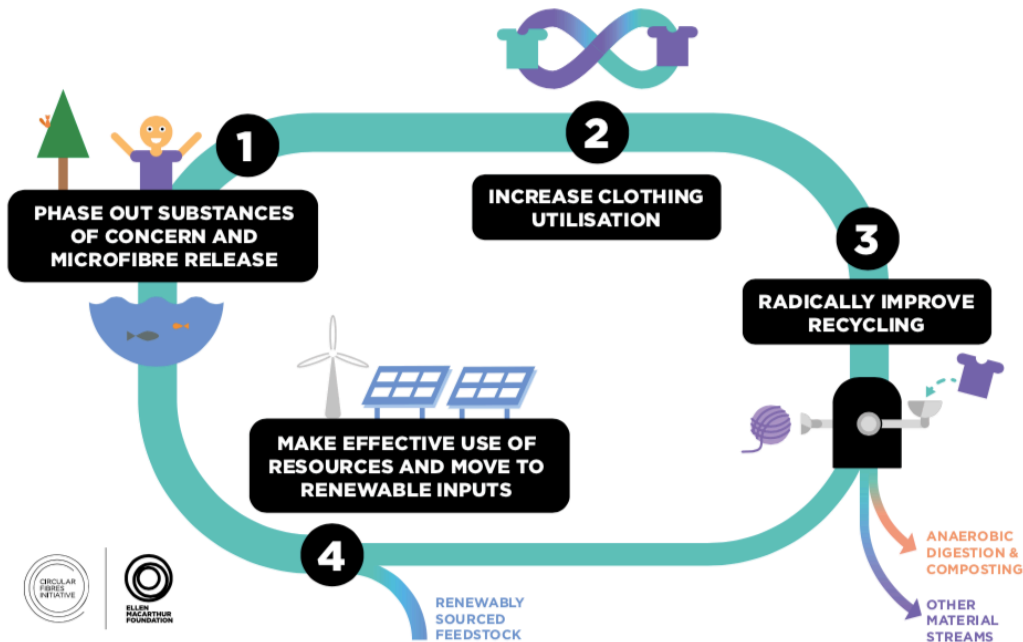 1
PHASE OUT SUBSTANCES
OF CONCERN AND
MICROFIBRE RELEASE
2
INCREASE CLOTHING
UTILISATION
3
RADICALLY IMPROVE
RECYCLING
MAKE EFFECTIVE USE OF
RESOURCES AND MOVE TO
RENEWABLE INPUTS
4
ANAEROBIC
DIGESTION &
COMPOSTING
OTHER
MATERIAL
STREAMS
RENEWABLY
SOURCED
FEEDSTOCK
CIRCULAR
FIBRES
INITIATIVE
ELLEN
MACARTHUR
FOUNDATION